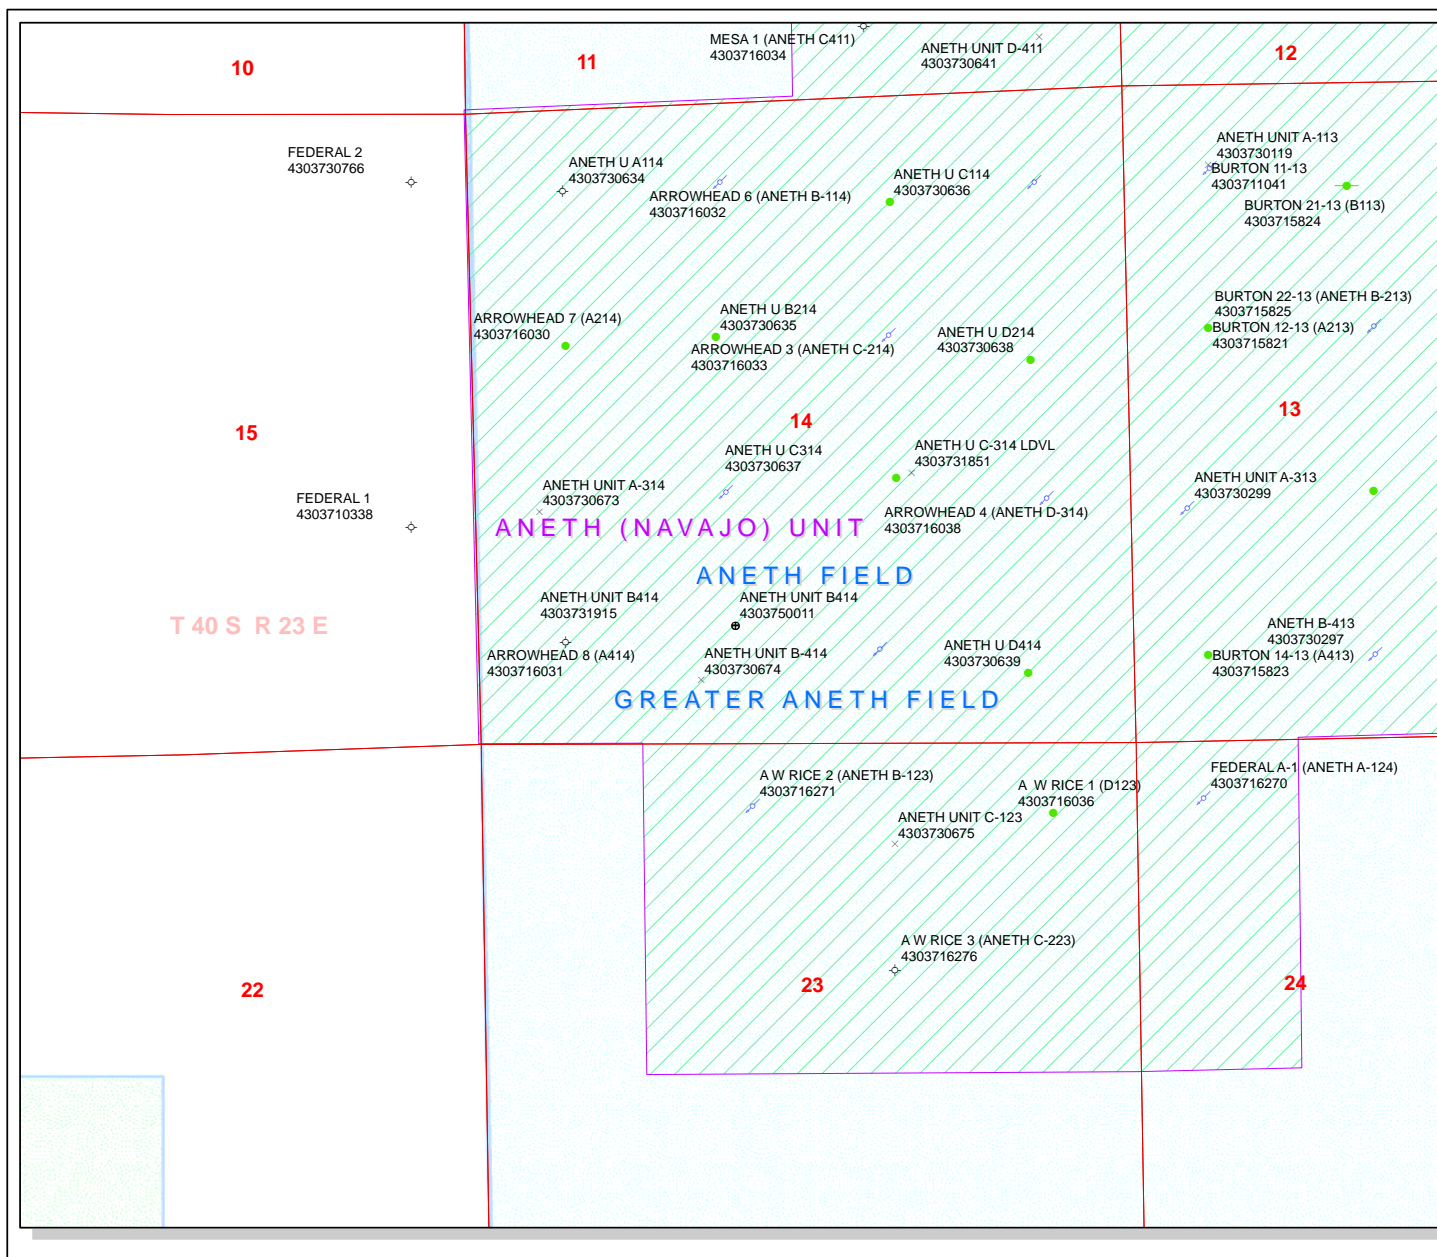 10
11
MESA 1 (ANETH C411)
4303716034
ANETH UNIT D-411
4303730641
12
FEDERAL 2
4303730766
ANETH U A114
4303730634
ARROWHEAD 6 (ANETH B-114)
4303716032
ANETH U C114
4303730636
ANETH UNIT A-113
4303730119
BURTON 11-13
4303711041
BURTON 21-13 (B113)
4303715824
ARROWHEAD 7 (A214)
4303716030
ANETH U B214
4303730635
ARROWHEAD 3 (ANETH C-214)
4303716033
ANETH U D214
4303730638
BURTON 22-13 (ANETH B-213)
4303715825
BURTON 12-13 (A213)
4303715821
15
14
13
FEDERAL 1
4303710338
ANETH UNIT A-314
4303730673
ANETH U C314
4303730637
ANETH U C-314 LDVL
4303731851
ARROWHEAD 4 (ANETH D-314)
4303716038
ANETH UNIT A-313
4303730299
ANETH (NAVAJO) UNIT
ANETH FIELD
T 40 S R 23 E
ANETH UNIT B414
4303731915
ARROWHEAD 8 (A414)
4303716031
ANETH UNIT B414
4303750011
ANETH UNIT B-414
4303730674
ANETH U D414
4303730639
ANETH B-413
4303730297
BURTON 14-13 (A413)
4303715823
GREATER ANETH FIELD
A W RICE 2 (ANETH B-123)
4303716271
A W RICE 1 (D123)
4303716036
ANETH UNIT C-123
4303730675
FEDERAL A-1 (ANETH A-124)
4303716270
A W RICE 3 (ANETH C-223)
4303716276
22
23
24